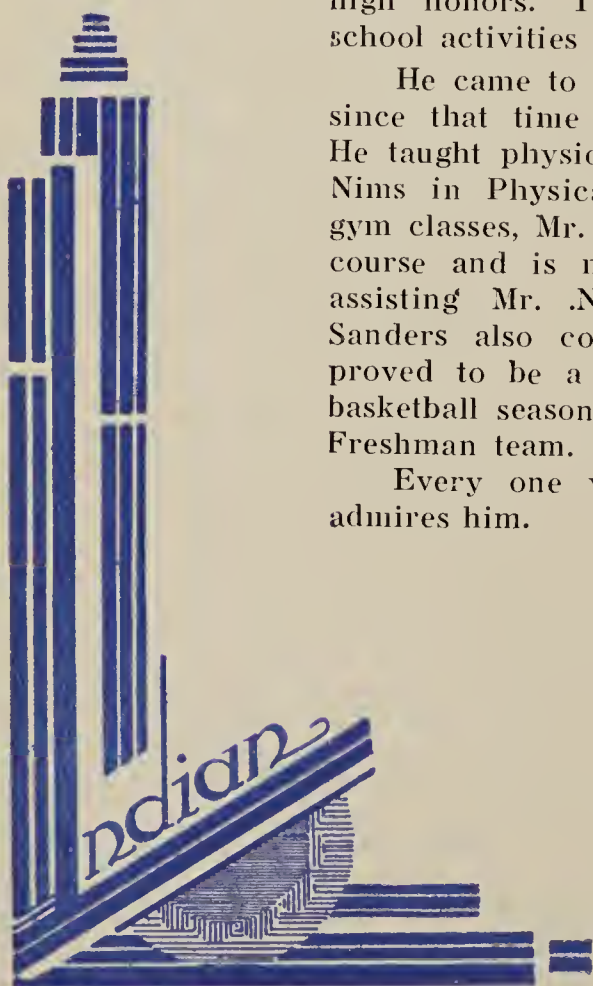 high honors. T
school activities
He came to
since that time
He taught physic
Nims in Physica
gym classes, Mr.
course and is n
assisting Mr. .N
Sanders also co
proved to be a
basketball season
Freshman team.
Every one v
admires him.
ndian